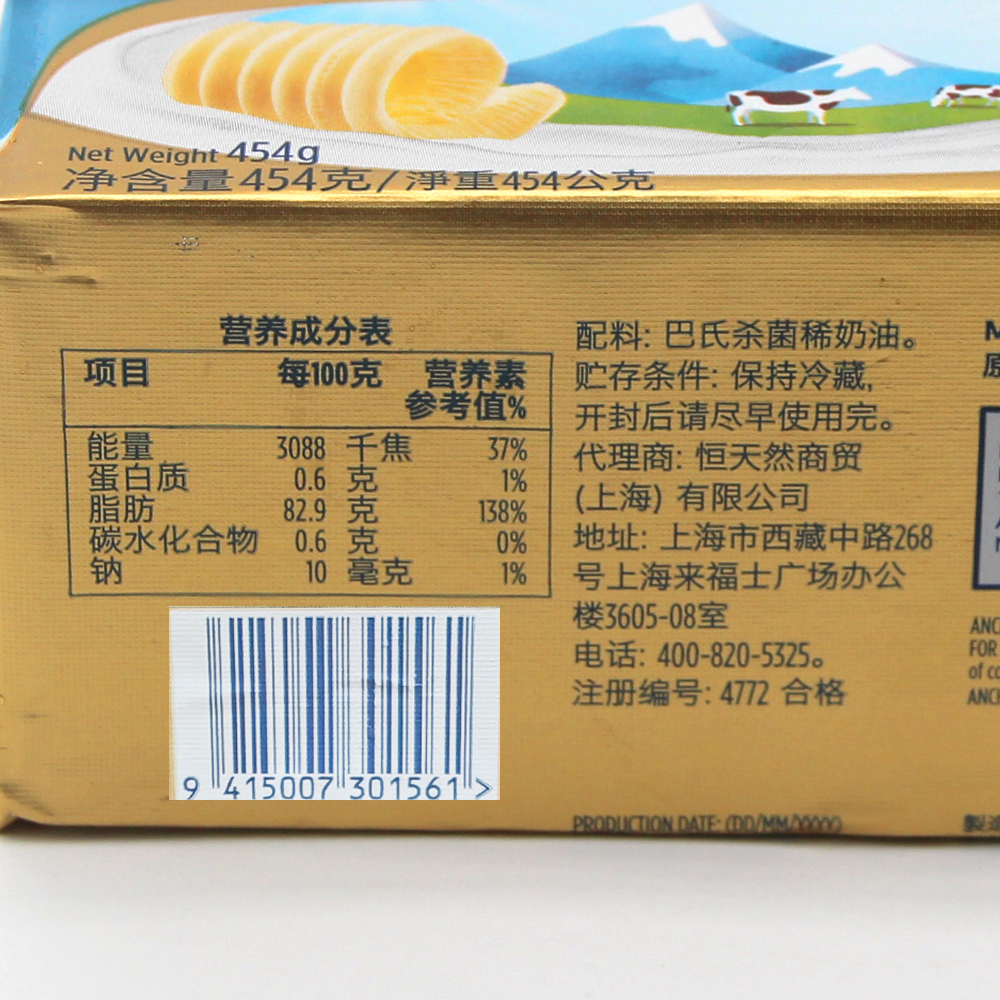 Net Weight 454g
净含量454克/淨重454公克
营养成分表
项目 每100克 营养素
参考值%
能量 3088 千焦 37%
蛋白质 0.6 克 1%
脂肪 82.9 克 138%
碳水化合物 0.6 克 0%
钠 10 毫克 1%
9 415007 301561 >
配料: 巴氏杀菌稀奶油。
贮存条件: 保持冷藏,
开封后请尽早使用完。
代理商: 恒天然商贸
(上海) 有限公司
地址: 上海市西藏中路268
号上海来福士广场办公
楼3605-08室
电话: 400-820-5325。
注册编号: 4772 合格
PRODUCTION DATE: (DD/MM/YYYY)
FOR
of